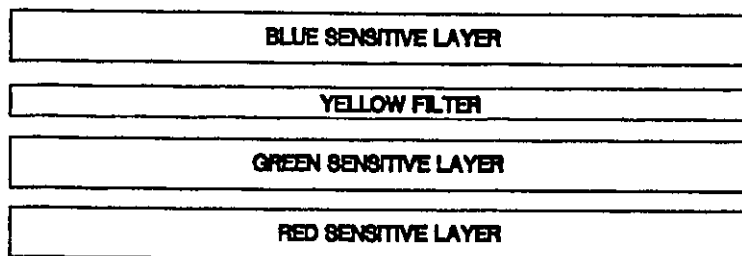 BLUE SENSITIVE LAYER
YELLOW FILTER
GREEN SENSITIVE LAYER
RED SENSITIVE LAYER